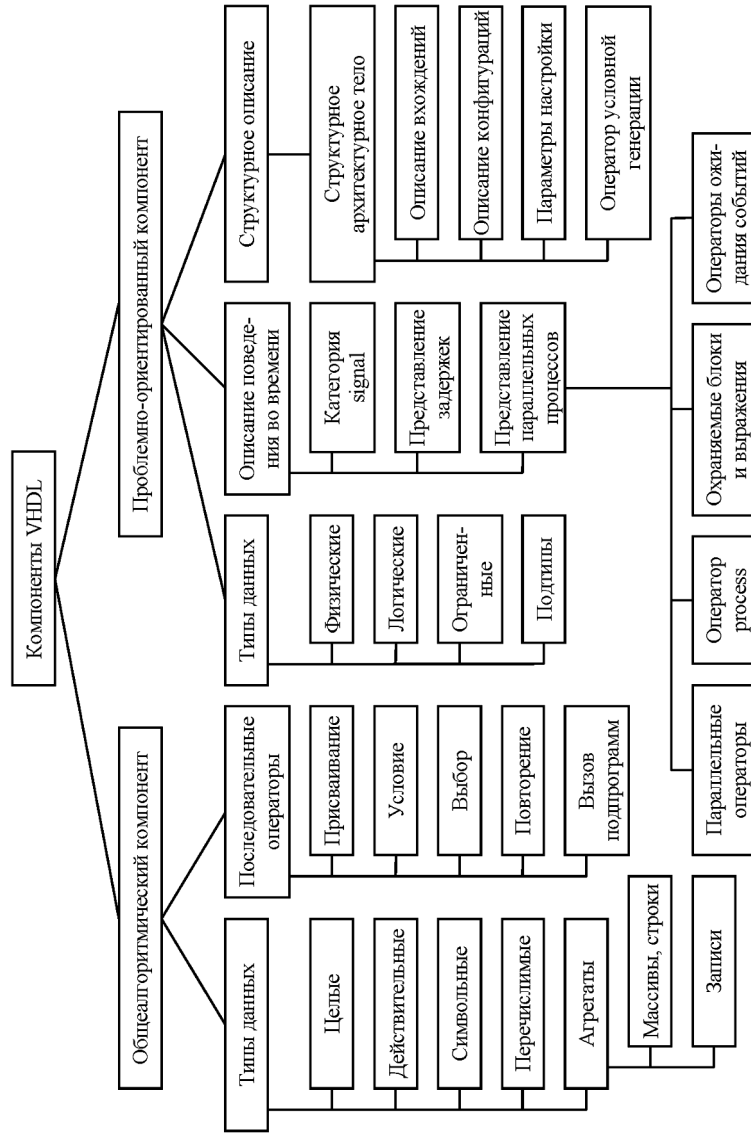 Компоненты VHDL
Общеалгоритмический компонент
Проблемно-ориентированный компонент
Типы данных
Последовательные
операторы
Типы данных
Описание поведе-
ния во времени
Структурное описание
Целые
Действительные
Символьные
Перечислимые
Агрегаты
Массивы, строки
Записи
Присваивание
Условие
Выбор
Повторение
Вызов
подпрограмм
Физические
Логические
Ограничен-
ные
Подтипы
Категория
signal
Представление
задержек
Представление
параллельных
процессов
Структурное
архитектурное тело
Описание вхождений
Описание конфигураций
Параметры настройки
Оператор условной
генерации
Параллельные
операторы
Оператор
process
Охраняемые блоки
и выражения
Операторы ожи-
дания событий